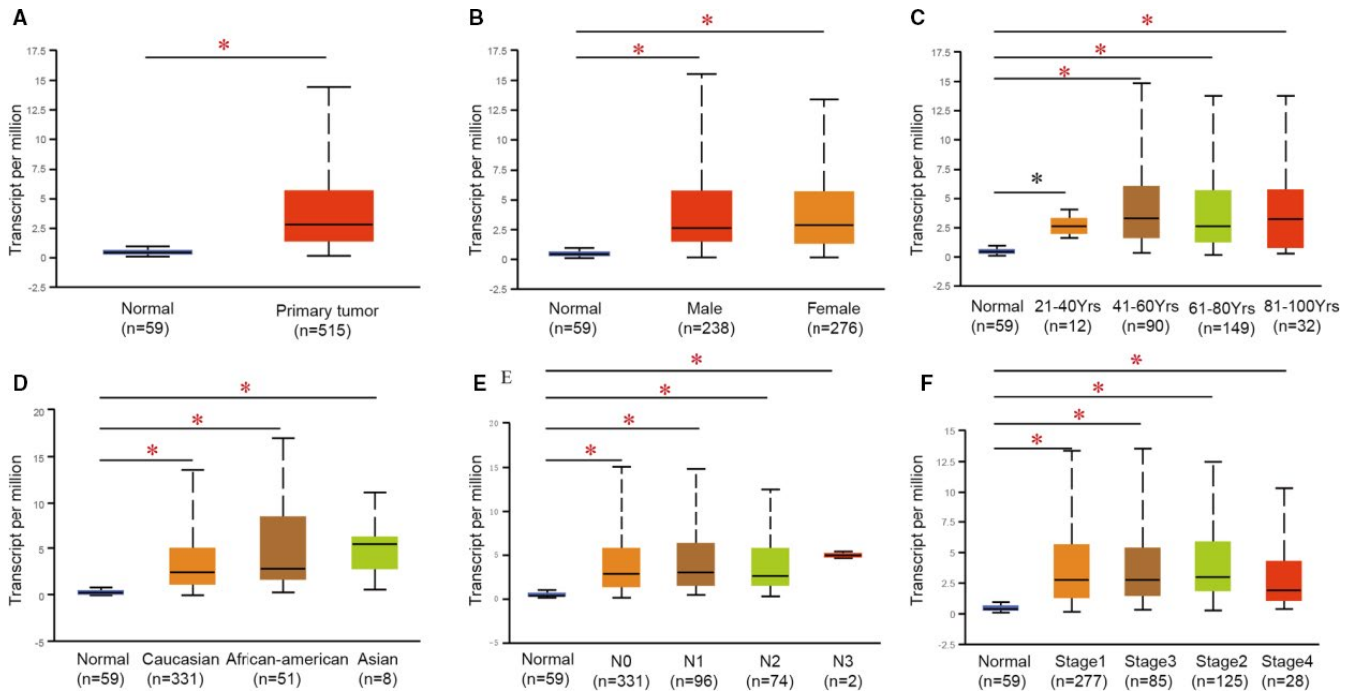 A
*
17.5
15
12.5
10
7.5
5
2.5
0
-2.5
Transcript per million
Normal
(n=59)
Primary tumor
(n=515)
B
*
*
17.5
15
12.5
10
7.5
5
2.5
0
-2.5
Transcript per million
Normal
(n=59)
Male
(n=238)
Female
(n=276)
C
*
*
*
*
17.5
15
12.5
10
7.5
5
2.5
0
-2.5
Transcript per million
Normal
(n=59)
21-40Yrs
(n=12)
41-60Yrs
(n=90)
61-80Yrs
(n=149)
81-100Yrs
(n=32)
D
*
*
*
20
15
10
5
0
-5
Transcript per million
Normal
(n=59)
Caucasian
(n=331)
African-american
(n=51)
Asian
(n=8)
E
E
*
*
*
*
20
15
10
5
0
-5
Transcript per million
Normal
(n=59)
N0
(n=331)
N1
(n=96)
N2
(n=74)
N3
(n=2)
F
*
*
*
*
15
12.5
10
7.5
5
2.5
0
-2.5
Transcript per million
Normal
(n=59)
Stage1
(n=277)
Stage3
(n=85)
Stage2
(n=125)
Stage4
(n=28)